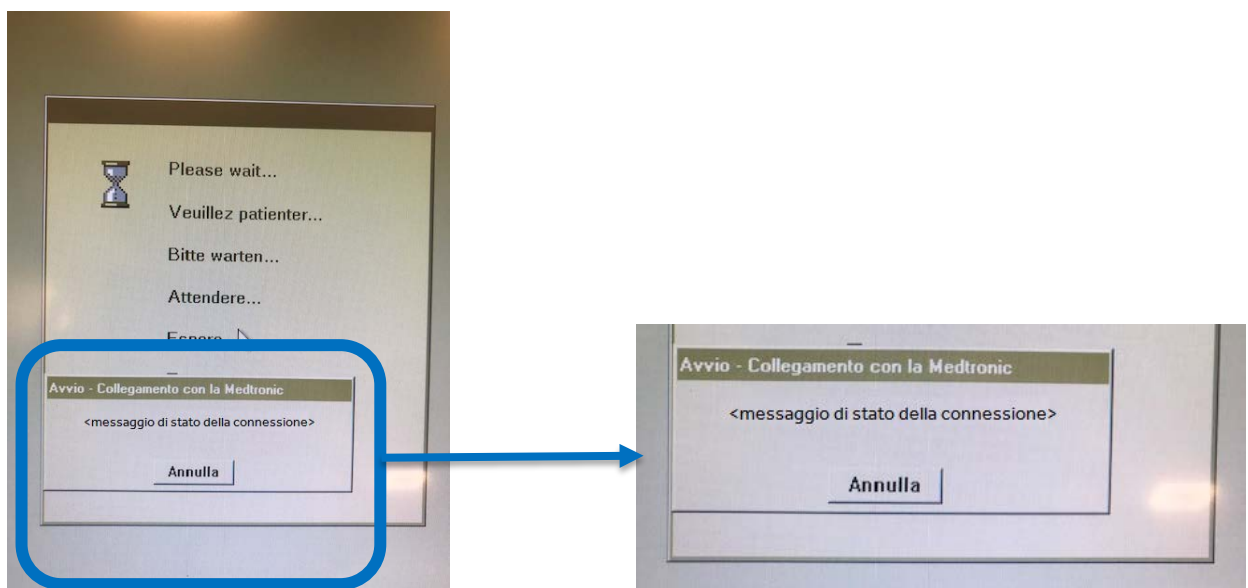 Please wait...
Veuillez patienter...
Bitte warten...
Attendere...
Espere
Avvio - Collegamento con la Medtronic
<messaggio di stato della connessione>
Annulla
Avvio - Collegamento con la Medtronic
<messaggio di stato della connessione>
Annulla